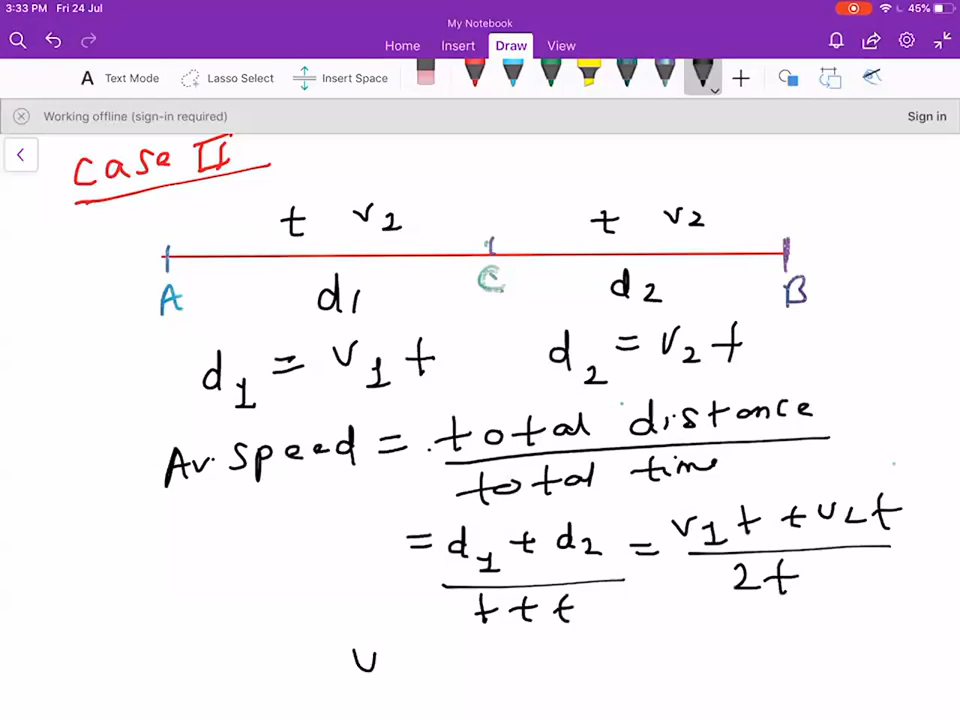 3:33 PM Fri 24 Jul 45%
My Notebook
Home Insert Draw View
A Text Mode Lasso Select Insert Space
Working offline (sign-in required) Sign in
Case II
t v2 t v2
A C B
d1 d2
d1 = v1 t d2 = v2 t
Av. speed = total distance
total time
= d1 + d2 = v1 t + v2 t
t + t 2t
v